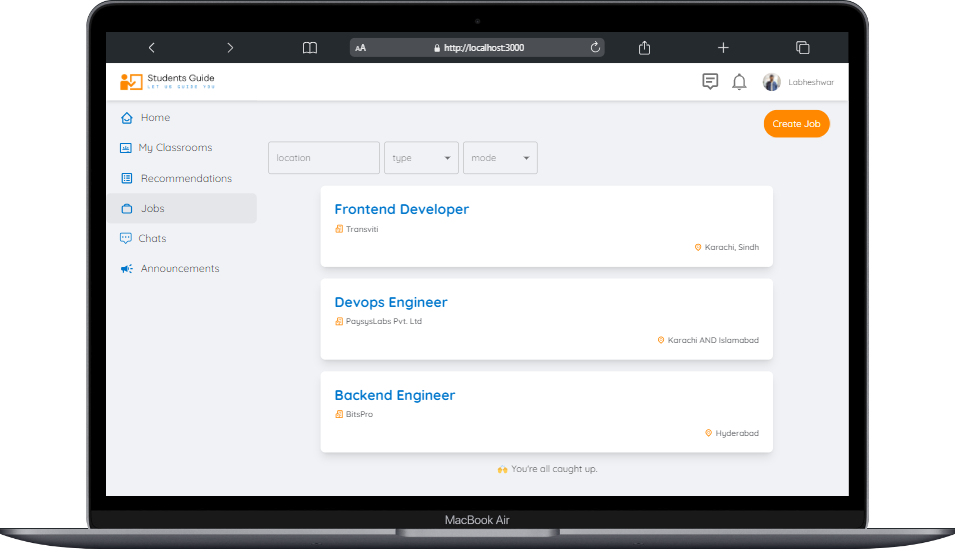 AA
http://localhost:3000
Students Guide
LET US GUIDE YOU
Labheshwar
Home
My Classrooms
Recommendations
Jobs
Chats
Announcements
Create Job
location
type
mode
Frontend Developer
Transviti
Karachi, Sindh
Devops Engineer
PaysysLabs Pvt. Ltd
Karachi AND Islamabad
Backend Engineer
BitsPro
Hyderabad
🙌 You're all caught up.
MacBook Air